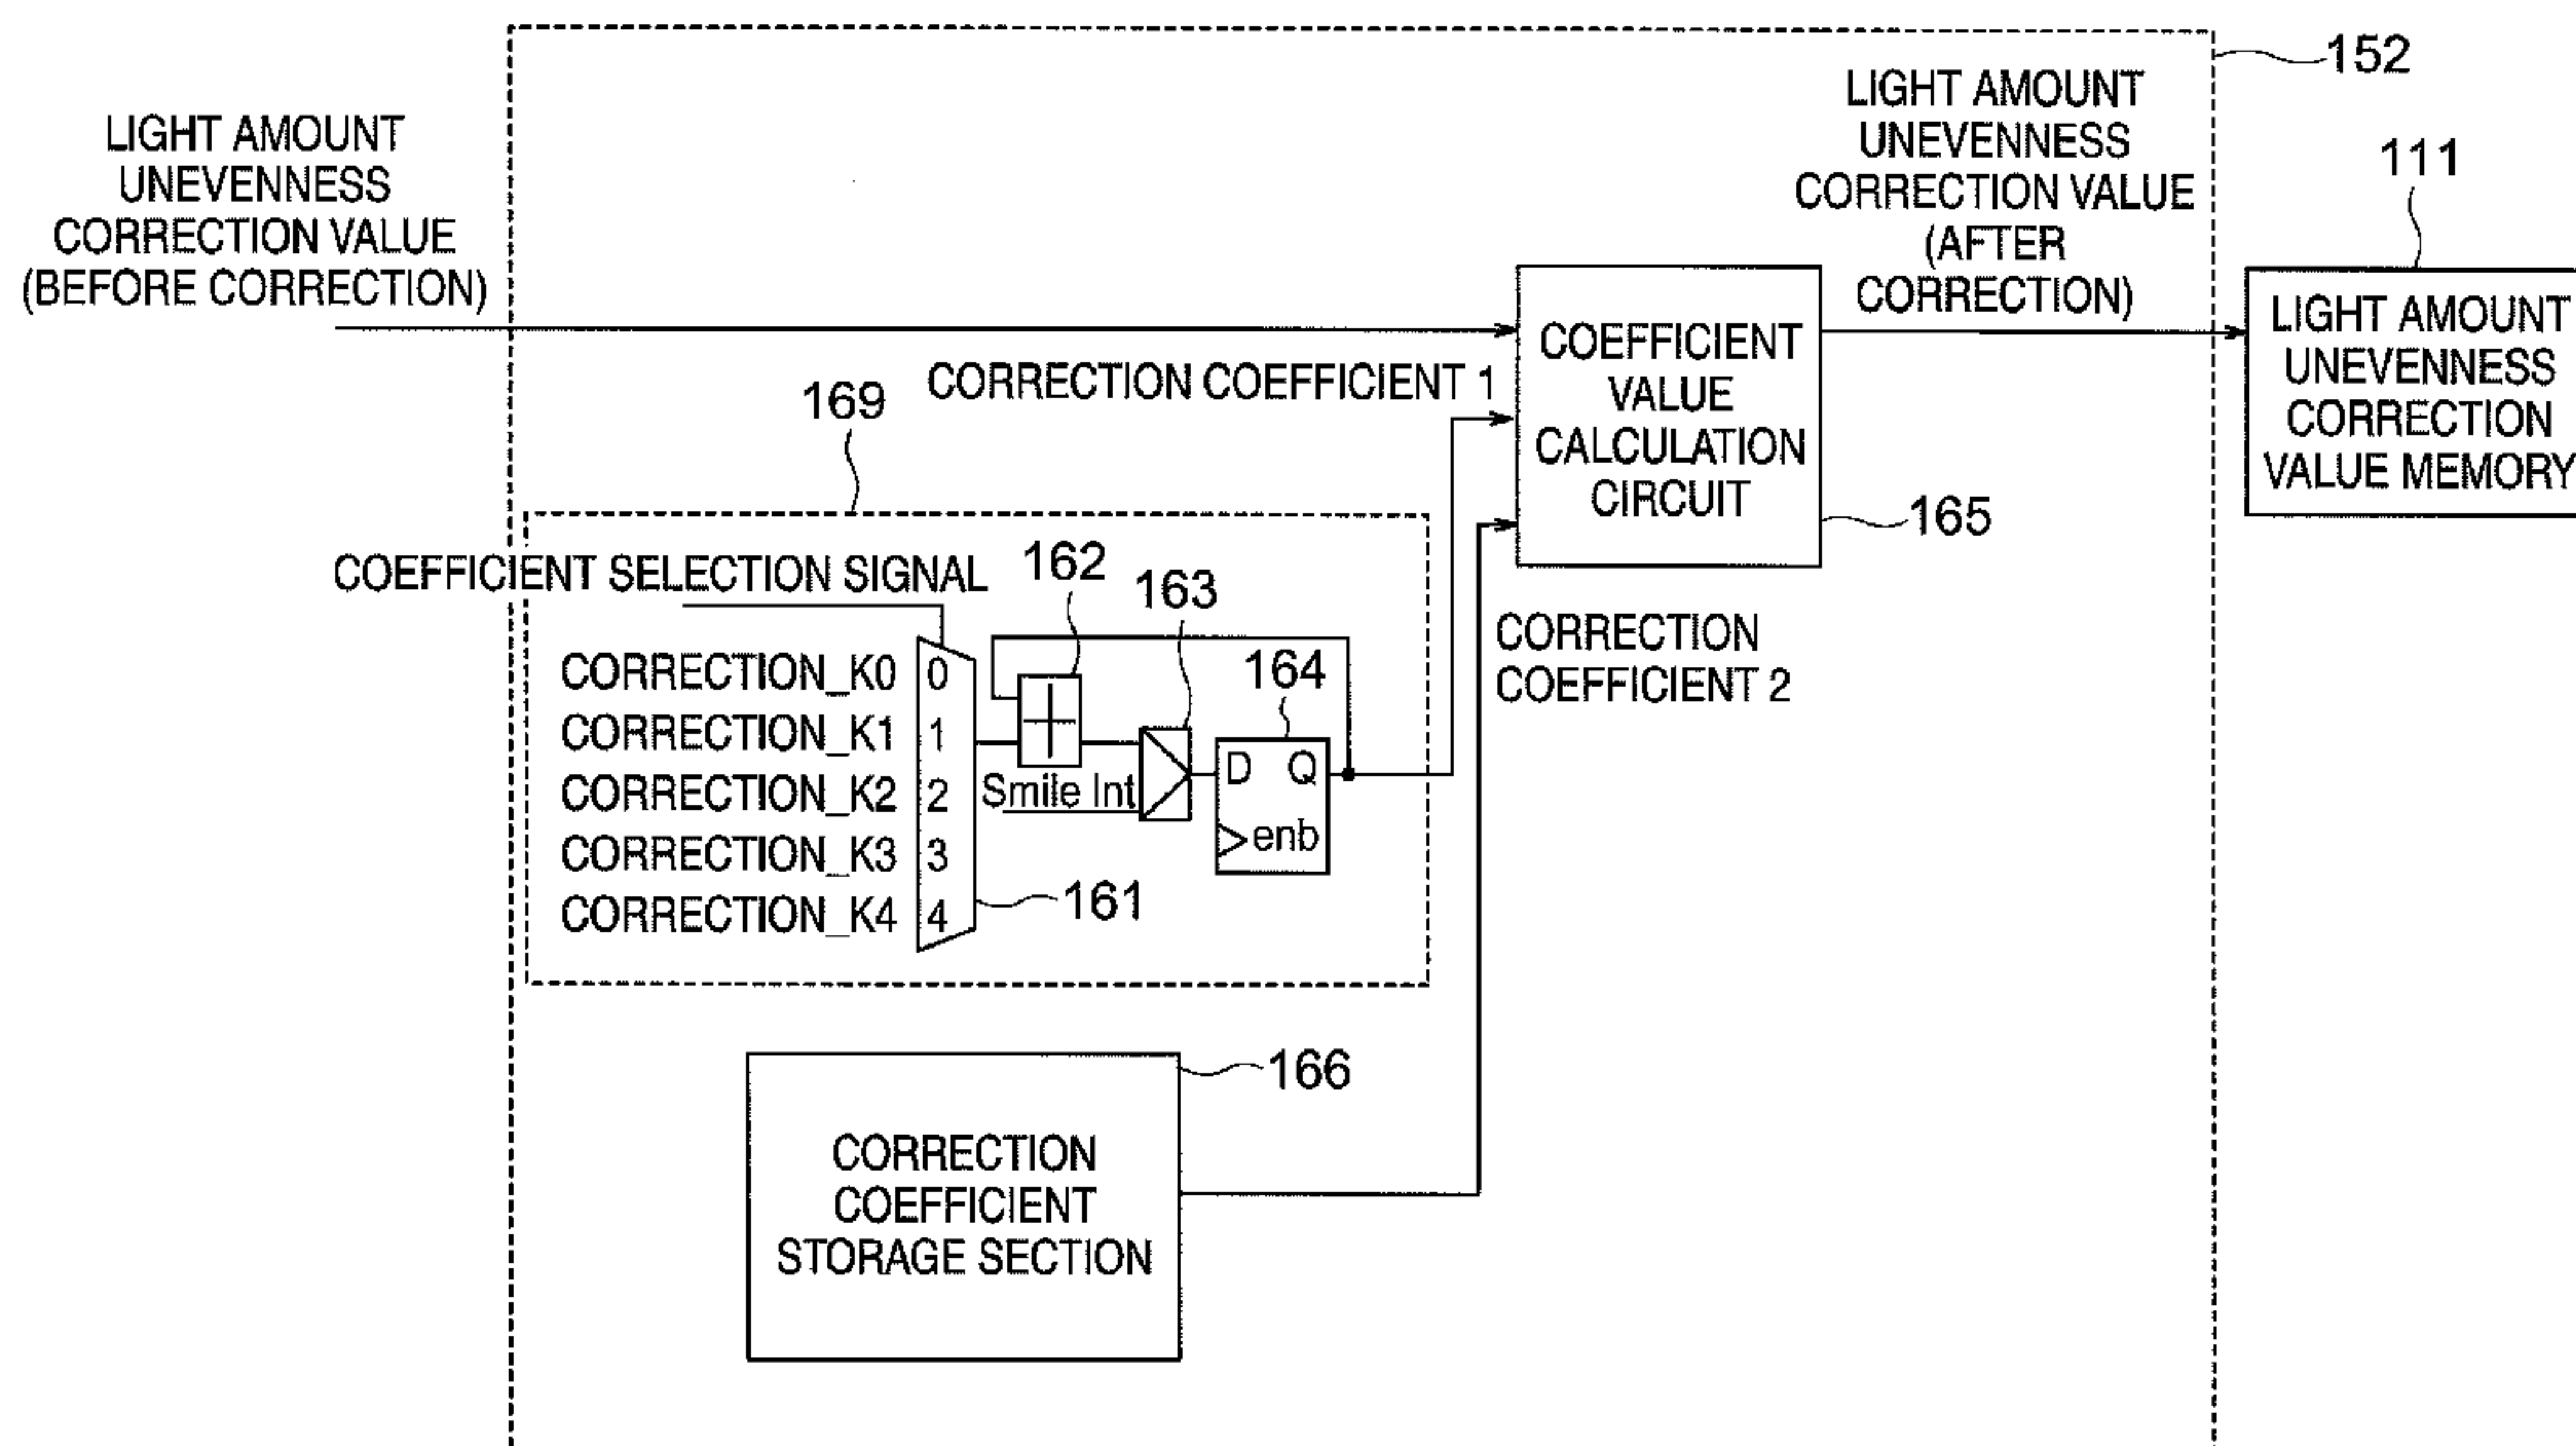 152
LIGHT AMOUNT
UNEVENNESS
CORRECTION VALUE
(BEFORE CORRECTION)
LIGHT AMOUNT
UNEVENNESS
CORRECTION VALUE
(AFTER
CORRECTION)
111
LIGHT AMOUNT
UNEVENNESS
CORRECTION
VALUE MEMORY
COEFFICIENT
VALUE
CALCULATION
CIRCUIT
165
CORRECTION COEFFICIENT 1
169
COEFFICIENT SELECTION SIGNAL
162
163
164
CORRECTION_K0 0
CORRECTION_K1 1
CORRECTION_K2 2
CORRECTION_K3 3
CORRECTION_K4 4
Smile Int
D Q
enb
161
CORRECTION
COEFFICIENT 2
166
CORRECTION
COEFFICIENT
STORAGE SECTION